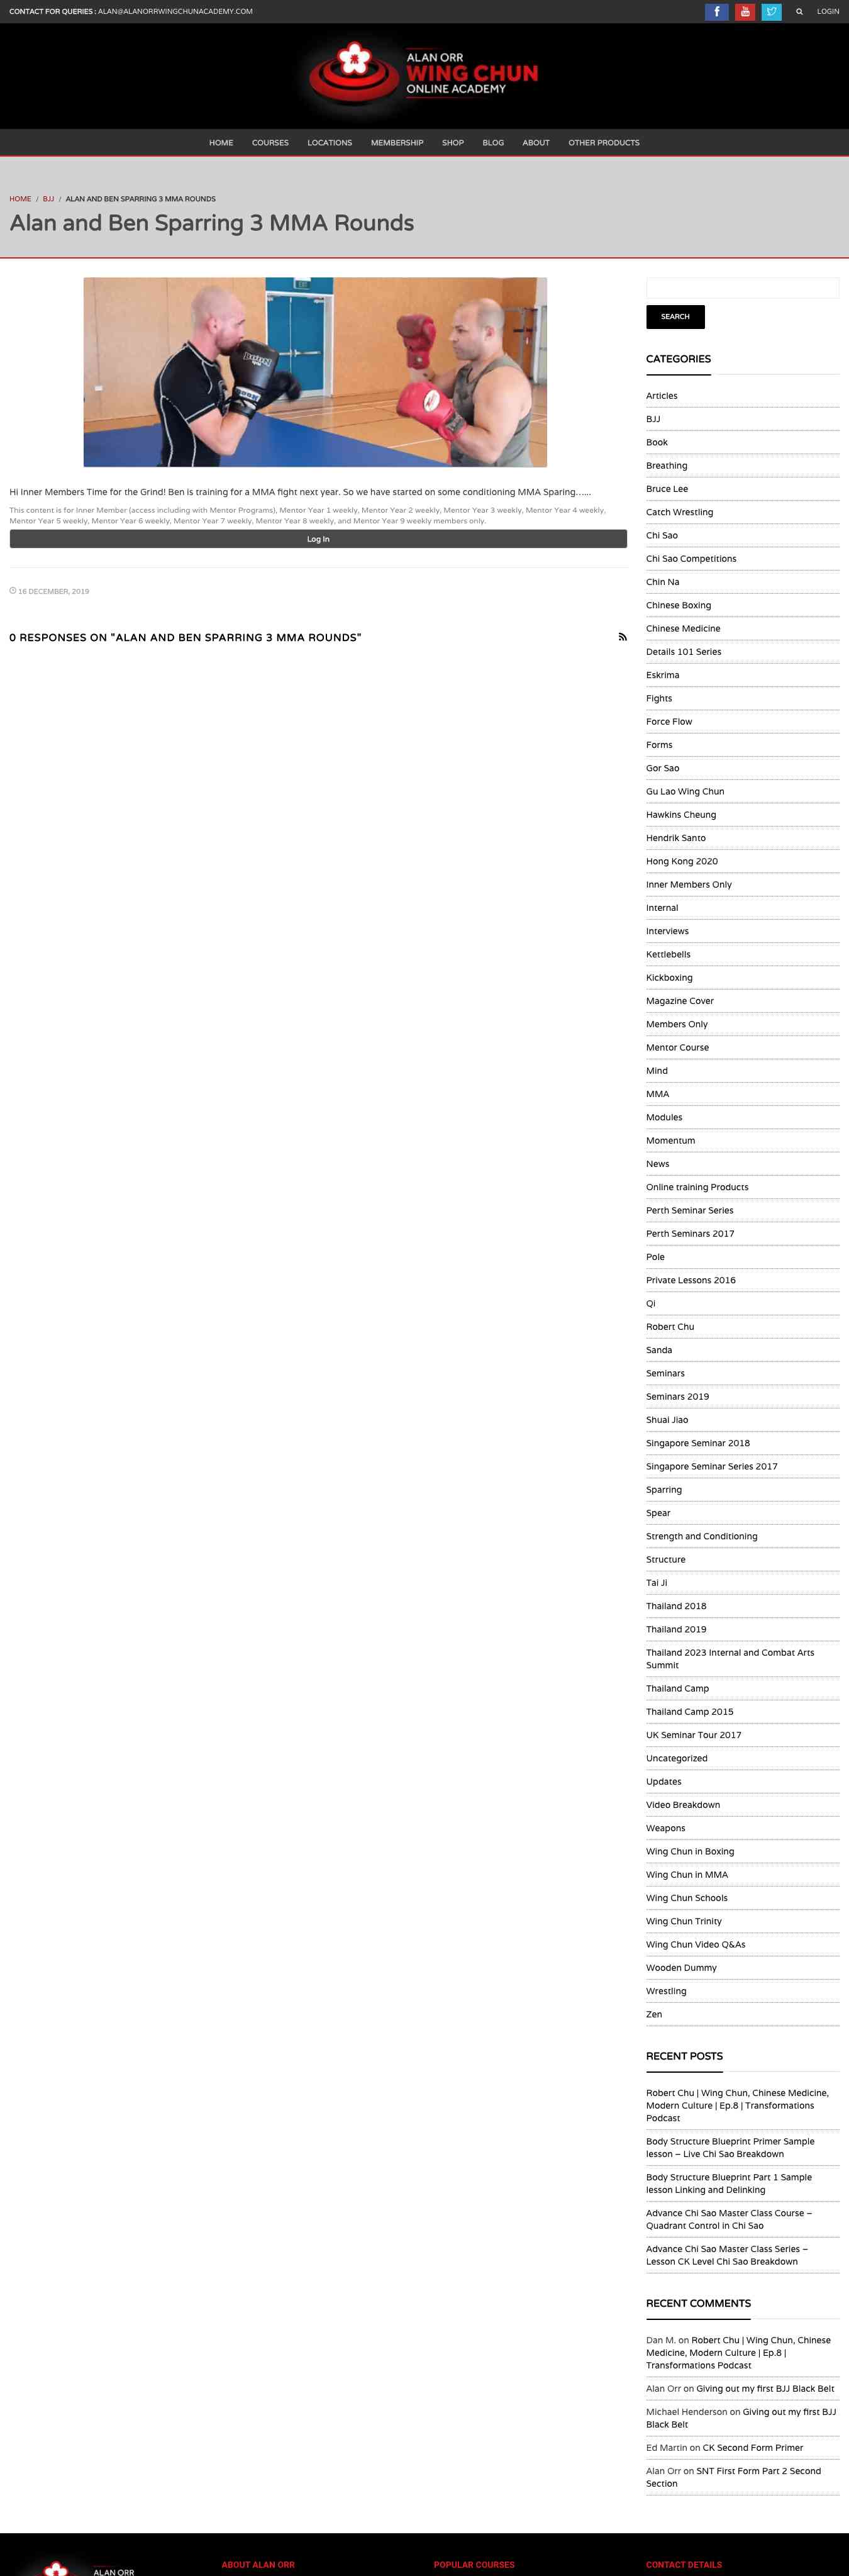 CONTACT FOR QUERIES : ALAN@ALANORRWINGCHUNACADEMY.COM
LOGIN
ALAN ORR
WING CHUN
ONLINE ACADEMY
HOME COURSES LOCATIONS MEMBERSHIP SHOP BLOG ABOUT OTHER PRODUCTS
HOME / BJJ / ALAN AND BEN SPARRING 3 MMA ROUNDS
Alan and Ben Sparring 3 MMA Rounds
Hi Inner Members Time for the Grind! Ben is training for a MMA fight next year. So we have started on some conditioning MMA Sparing…...
This content is for Inner Member (access including with Mentor Programs), Mentor Year 1 weekly, Mentor Year 2 weekly, Mentor Year 3 weekly, Mentor Year 4 weekly,
Mentor Year 5 weekly, Mentor Year 6 weekly, Mentor Year 7 weekly, Mentor Year 8 weekly, and Mentor Year 9 weekly members only.
Log In
16 DECEMBER, 2019
0 RESPONSES ON "ALAN AND BEN SPARRING 3 MMA ROUNDS"
SEARCH
CATEGORIES
Articles
BJJ
Book
Breathing
Bruce Lee
Catch Wrestling
Chi Sao
Chi Sao Competitions
Chin Na
Chinese Boxing
Chinese Medicine
Details 101 Series
Eskrima
Fights
Force Flow
Forms
Gor Sao
Gu Lao Wing Chun
Hawkins Cheung
Hendrik Santo
Hong Kong 2020
Inner Members Only
Internal
Interviews
Kettlebells
Kickboxing
Magazine Cover
Members Only
Mentor Course
Mind
MMA
Modules
Momentum
News
Online training Products
Perth Seminar Series
Perth Seminars 2017
Pole
Private Lessons 2016
Qi
Robert Chu
Sanda
Seminars
Seminars 2019
Shuai Jiao
Singapore Seminar 2018
Singapore Seminar Series 2017
Sparring
Spear
Strength and Conditioning
Structure
Tai Ji
Thailand 2018
Thailand 2019
Thailand 2023 Internal and Combat Arts
Summit
Thailand Camp
Thailand Camp 2015
UK Seminar Tour 2017
Uncategorized
Updates
Video Breakdown
Weapons
Wing Chun in Boxing
Wing Chun in MMA
Wing Chun Schools
Wing Chun Trinity
Wing Chun Video Q&As
Wooden Dummy
Wrestling
Zen
RECENT POSTS
Robert Chu | Wing Chun, Chinese Medicine,
Modern Culture | Ep.8 | Transformations
Podcast
Body Structure Blueprint Primer Sample
lesson – Live Chi Sao Breakdown
Body Structure Blueprint Part 1 Sample
lesson Linking and Delinking
Advance Chi Sao Master Class Course –
Quadrant Control in Chi Sao
Advance Chi Sao Master Class Series –
Lesson CK Level Chi Sao Breakdown
RECENT COMMENTS
Dan M. on Robert Chu | Wing Chun, Chinese
Medicine, Modern Culture | Ep.8 |
Transformations Podcast
Alan Orr on Giving out my first BJJ Black Belt
Michael Henderson on Giving out my first BJJ
Black Belt
Ed Martin on CK Second Form Primer
Alan Orr on SNT First Form Part 2 Second
Section
ALAN ORR
ABOUT ALAN ORR
POPULAR COURSES
CONTACT DETAILS